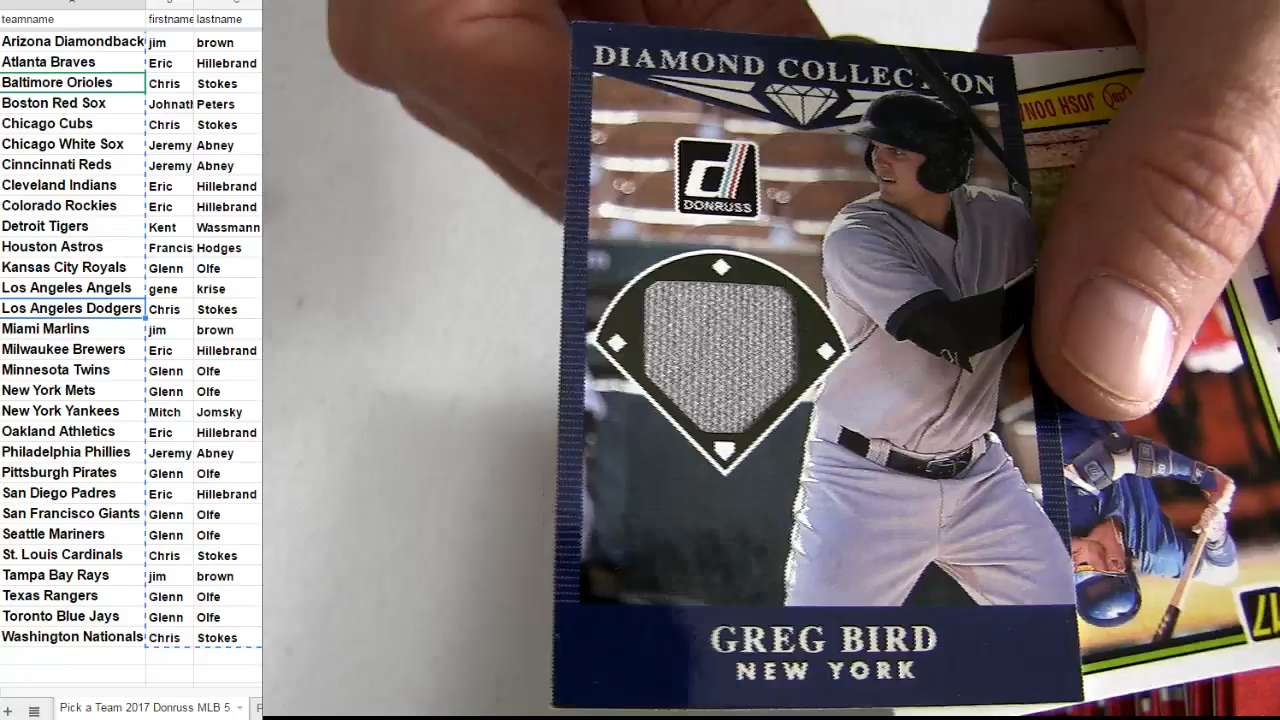 teamname firstname lastname
Arizona Diamondback jim brown
Atlanta Braves Eric Hillebrand
Baltimore Orioles Chris Stokes
Boston Red Sox Johnath Peters
Chicago Cubs Chris Stokes
Chicago White Sox Jeremy Abney
Cinncinnati Reds Jeremy Abney
Cleveland Indians Eric Hillebrand
Colorado Rockies Eric Hillebrand
Detroit Tigers Kent Wassmann
Houston Astros Francis Hodges
Kansas City Royals Glenn Olfe
Los Angeles Angels gene krise
Los Angeles Dodgers Chris Stokes
Miami Marlins jim brown
Milwaukee Brewers Eric Hillebrand
Minnesota Twins Glenn Olfe
New York Mets Glenn Olfe
New York Yankees Mitch Jomsky
Oakland Athletics Eric Hillebrand
Philadelphia Phillies Jeremy Abney
Pittsburgh Pirates Glenn Olfe
San Diego Padres Eric Hillebrand
San Francisco Giants Glenn Olfe
Seattle Mariners Glenn Olfe
St. Louis Cardinals Chris Stokes
Tampa Bay Rays jim brown
Texas Rangers Glenn Olfe
Toronto Blue Jays Glenn Olfe
Washington Nationals Chris Stokes
Pick a Team 2017 Donruss MLB 5
DIAMOND COLLECTION
d
DONRUSS
GREG BIRD
NEW YORK
JOSH DON